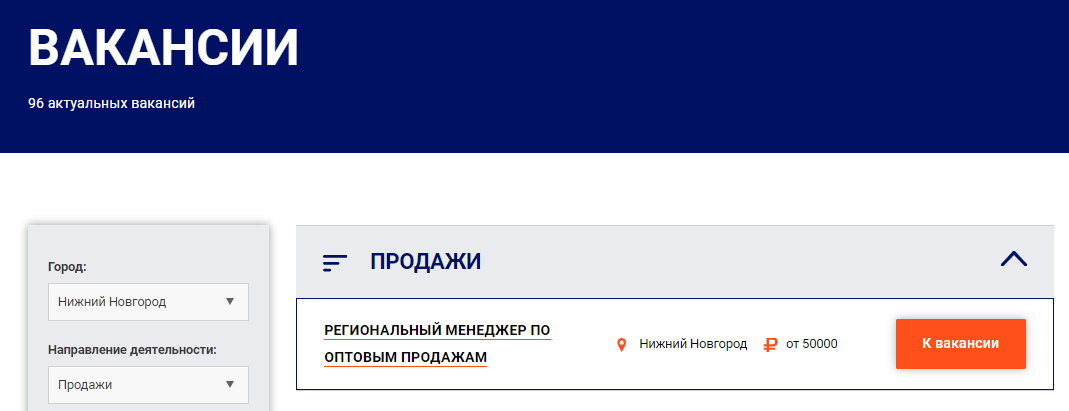 ВАКАНСИИ
96 актуальных вакансий
Город:
Нижний Новгород
Направление деятельности:
Продажи
ПРОДАЖИ
РЕГИОНАЛЬНЫЙ МЕНЕДЖЕР ПО
ОПТОВЫМ ПРОДАЖАМ
Нижний Новгород
₽ от 50000
К вакансии